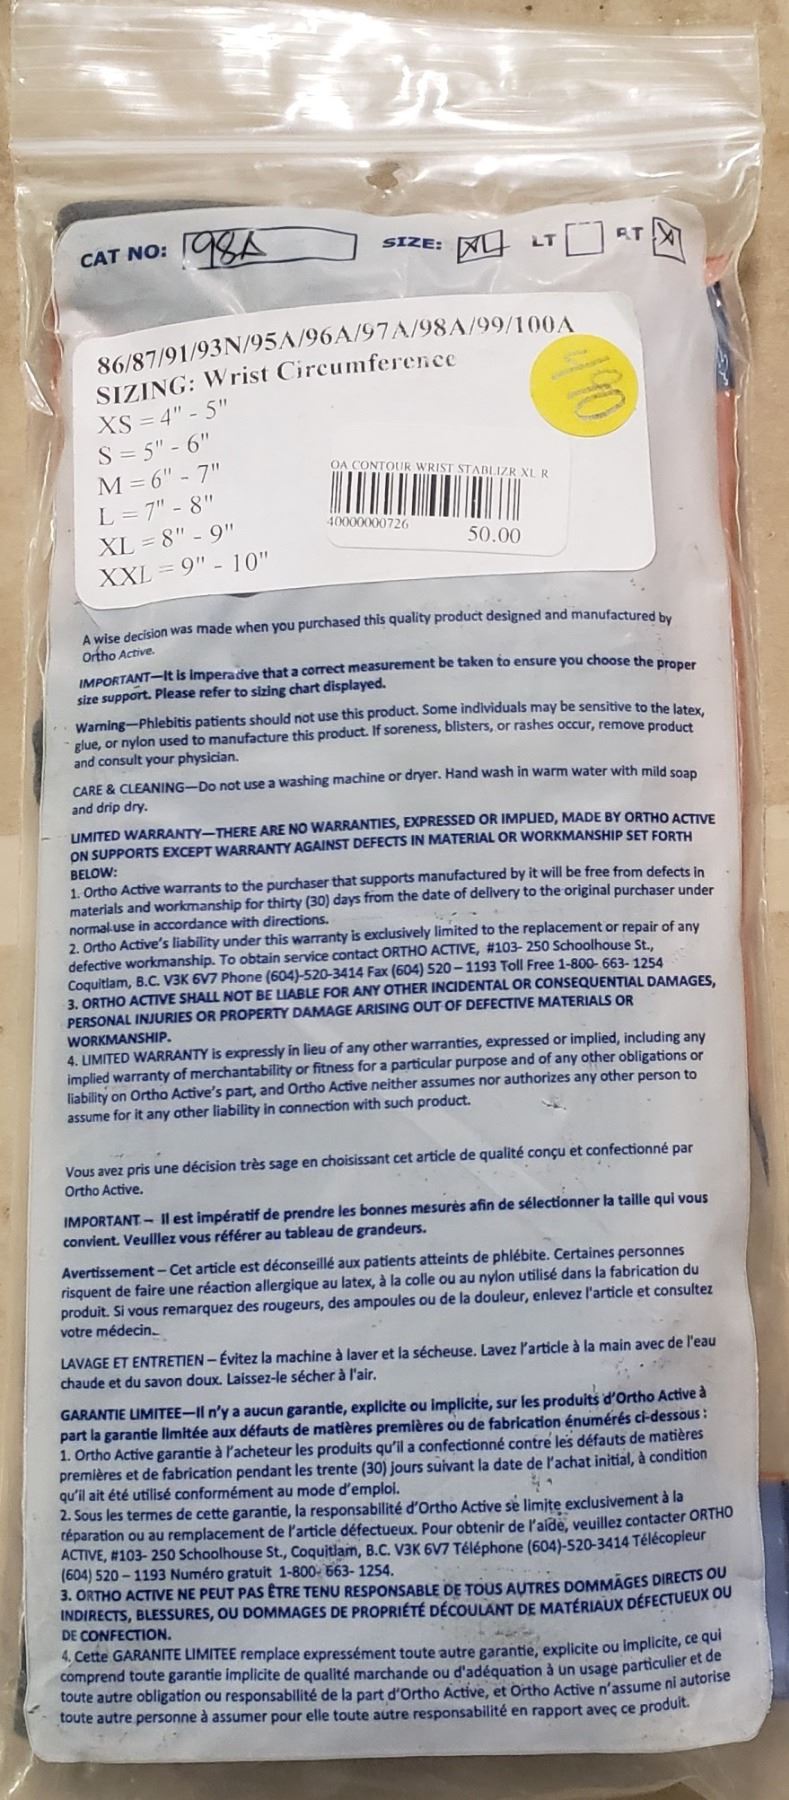 CAT NO: 98A SIZE: XL LT RT X
86/87/91/93N/95A/96A/97A/98A/99/100A
SIZING: Wrist Circumference
XS = 4" - 5"
S = 5" - 6"
M = 6" - 7"
L = 7" - 8"
XL = 8" - 9"
XXL = 9" - 10"
490
OA CONTOUR WRIST STABLIZR XL R
40000000726
50.00
A wise decision was made when you purchased this quality product designed and manufactured by
Ortho Active.
IMPORTANT—It is imperative that a correct measurement be taken to ensure you choose the proper
size support. Please refer to sizing chart displayed.
Warning—Phlebitis patients should not use this product. Some individuals may be sensitive to the latex,
glue, or nylon used to manufacture this product. If soreness, blisters, or rashes occur, remove product
and consult your physician.
CARE & CLEANING—Do not use a washing machine or dryer. Hand wash in warm water with mild soap
and drip dry.
LIMITED WARRANTY—THERE ARE NO WARRANTIES, EXPRESSED OR IMPLIED, MADE BY ORTHO ACTIVE
ON SUPPORTS EXCEPT WARRANTY AGAINST DEFECTS IN MATERIAL OR WORKMANSHIP SET FORTH
BELOW:
1. Ortho Active warrants to the purchaser that supports manufactured by it will be free from defects in
materials and workmanship for thirty (30) days from the date of delivery to the original purchaser under
normal use in accordance with directions.
2. Ortho Active's liability under this warranty is exclusively limited to the replacement or repair of any
defective workmanship. To obtain service contact ORTHO ACTIVE, #103- 250 Schoolhouse St.,
Coquitlam, B.C. V3K 6V7 Phone (604)-520-3414 Fax (604) 520 – 1193 Toll Free 1-800- 663- 1254
3. ORTHO ACTIVE SHALL NOT BE LIABLE FOR ANY OTHER INCIDENTAL OR CONSEQUENTIAL DAMAGES,
PERSONAL INJURIES OR PROPERTY DAMAGE ARISING OUT OF DEFECTIVE MATERIALS OR
WORKMANSHIP.
4. LIMITED WARRANTY is expressly in lieu of any other warranties, expressed or implied, including any
implied warranty of merchantability or fitness for a particular purpose and of any other obligations or
liability on Ortho Active's part, and Ortho Active neither assumes nor authorizes any other person to
assume for it any other liability in connection with such product.
Vous avez pris une décision très sage en choisissant cet article de qualité conçu et confectionné par
Ortho Active.
IMPORTANT – Il est impératif de prendre les bonnes mesures afin de sélectionner la taille qui vous
convient. Veuillez vous référer au tableau de grandeurs.
Avertissement – Cet article est déconseillé aux patients atteints de phlébite. Certaines personnes
risquent de faire une réaction allergique au latex, à la colle ou au nylon utilisé dans la fabrication du
produit. Si vous remarquez des rougeurs, des ampoules ou de la douleur, enlevez l'article et consultez
votre médecin.
LAVAGE ET ENTRETIEN – Évitez la machine à laver et la sécheuse. Lavez l'article à la main avec de l'eau
chaude et du savon doux. Laissez-le sécher à l'air.
GARANTIE LIMITEE—Il n'y a aucun garantie, explicite ou implicite, sur les produits d'Ortho Active à
part la garantie limitée aux défauts de matières premières ou de fabrication énumérés ci-dessous :
1. Ortho Active garantie à l'acheteur les produits qu'il a confectionné contre les défauts de matières
premières et de fabrication pendant les trente (30) jours suivant la date de l'achat initial, à condition
qu'il ait été utilisé conformément au mode d'emploi.
2. Sous les termes de cette garantie, la responsabilité d'Ortho Active se limite exclusivement à la
réparation ou au remplacement de l'article défectueux. Pour obtenir de l'aide, veuillez contacter ORTHO
ACTIVE, #103- 250 Schoolhouse St., Coquitlam, B.C. V3K 6V7 Téléphone (604)-520-3414 Télécopieur
(604) 520 – 1193 Numéro gratuit 1-800- 663- 1254.
3. ORTHO ACTIVE NE PEUT PAS ÊTRE TENU RESPONSABLE DE TOUS AUTRES DOMMAGES DIRECTS OU
INDIRECTS, BLESSURES, OU DOMMAGES DE PROPRIÉTÉ DÉCOULANT DE MATÉRIAUX DÉFECTUEUX OU
DE CONFECTION.
4. Cette GARANITE LIMITEE remplace expressément toute autre garantie, explicite ou implicite, ce qui
comprend toute garantie implicite de qualité marchande ou d'adéquation à un usage particulier et de
toute autre obligation ou responsabilité de la part d'Ortho Active, et Ortho Active n'assume ni autorise
toute autre personne à assumer pour elle toute autre responsabilité en rapport avec ce produit.